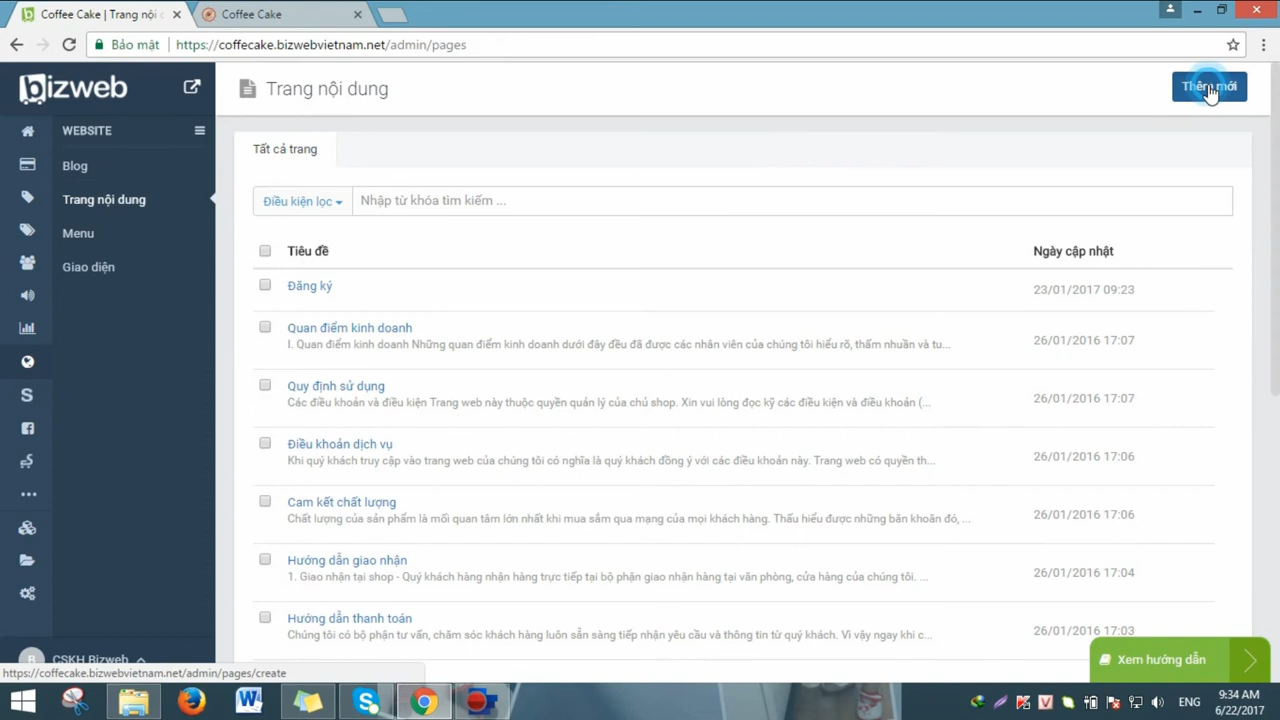 Coffee Cake | Trang nội
Coffee Cake
Bảo mật
https://coffecake.bizwebvietnam.net/admin/pages
bizweb
Trang nội dung
Thêm mới
WEBSITE
Blog
Trang nội dung
Menu
Giao diện
Tất cả trang
Điều kiện lọc
Nhập từ khóa tìm kiếm ...
Tiêu đề
Ngày cập nhật
Đăng ký
23/01/2017 09:23
Quan điểm kinh doanh
I. Quan điểm kinh doanh Những quan điểm kinh doanh dưới đây đều đã được các nhân viên của chúng tôi hiểu rõ, thấm nhuần và tu...
26/01/2016 17:07
Quy định sử dụng
Các điều khoản và điều kiện Trang web này thuộc quyền quản lý của chủ shop. Xin vui lòng đọc kỹ các điều kiện và điều khoản (...
26/01/2016 17:07
Điều khoản dịch vụ
Khi quý khách truy cập vào trang web của chúng tôi có nghĩa là quý khách đồng ý với các điều khoản này. Trang web có quyền th...
26/01/2016 17:06
Cam kết chất lượng
Chất lượng của sản phẩm là mối quan tâm lớn nhất khi mua sắm qua mạng của mọi khách hàng. Thấu hiểu được những băn khoăn đó, ...
26/01/2016 17:06
Hướng dẫn giao nhận
1. Giao nhận tại shop - Quý khách hàng nhận hàng trực tiếp tại bộ phận giao nhận hàng tại văn phòng, cửa hàng của chúng tôi. ...
26/01/2016 17:04
Hướng dẫn thanh toán
Chúng tôi có bộ phận tư vấn, chăm sóc khách hàng luôn sẵn sàng tiếp nhận yêu cầu và thông tin từ quý khách. Vì vậy ngay khi c...
26/01/2016 17:03
CSKH Bizweb
Xem hướng dẫn
https://coffecake.bizwebvietnam.net/admin/pages/create
ENG
9:34 AM
6/22/2017